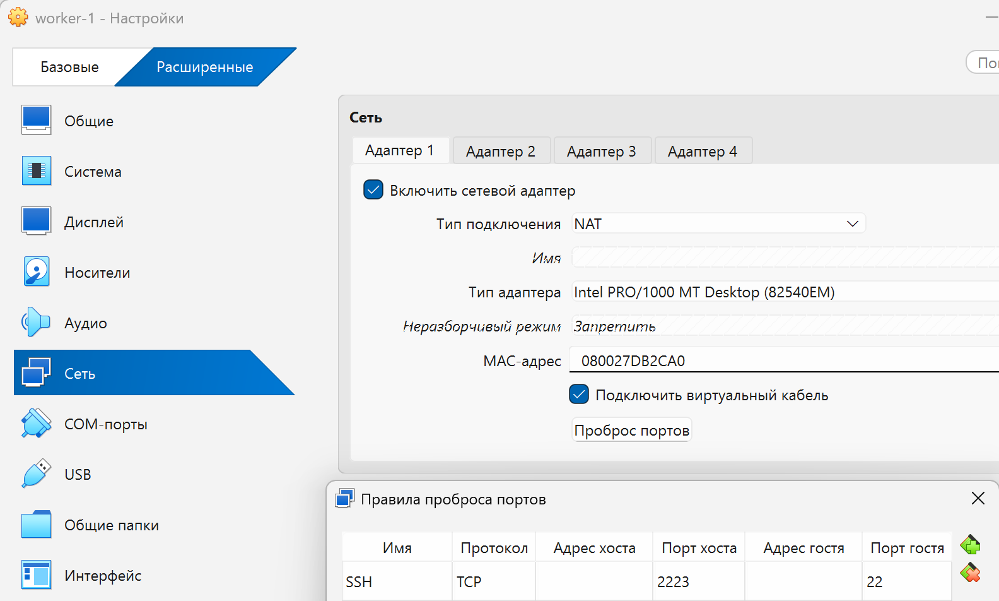 worker-1 - Настройки
Базовые
Расширенные
Общие
Система
Дисплей
Носители
Аудио
Сеть
COM-порты
USB
Общие папки
Интерфейс
Сеть
Адаптер 1
Адаптер 2
Адаптер 3
Адаптер 4
Включить сетевой адаптер
Тип подключения NAT
Имя
Тип адаптера Intel PRO/1000 MT Desktop (82540EM)
Неразборчивый режим Запретить
MAC-адрес 080027DB2CA0
Подключить виртуальный кабель
Проброс портов
Правила проброса портов
Имя Протокол Адрес хоста Порт хоста Адрес гостя Порт гостя
SSH TCP 2223 22